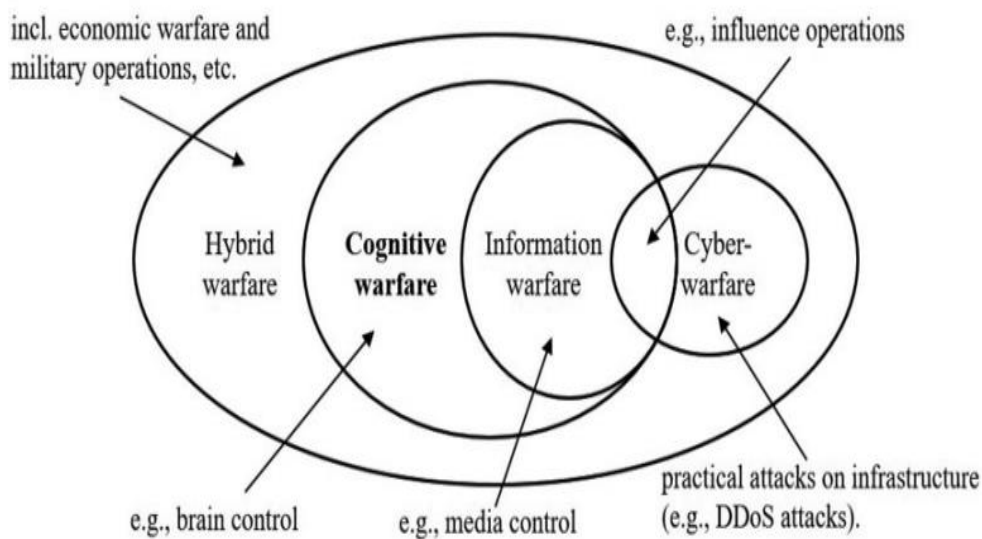 incl. economic warfare and
military operations, etc.
e.g., influence operations
Hybrid
warfare
Cognitive
warfare
Information
warfare
Cyber-
warfare
e.g., brain control
e.g., media control
practical attacks on infrastructure
(e.g., DDoS attacks).